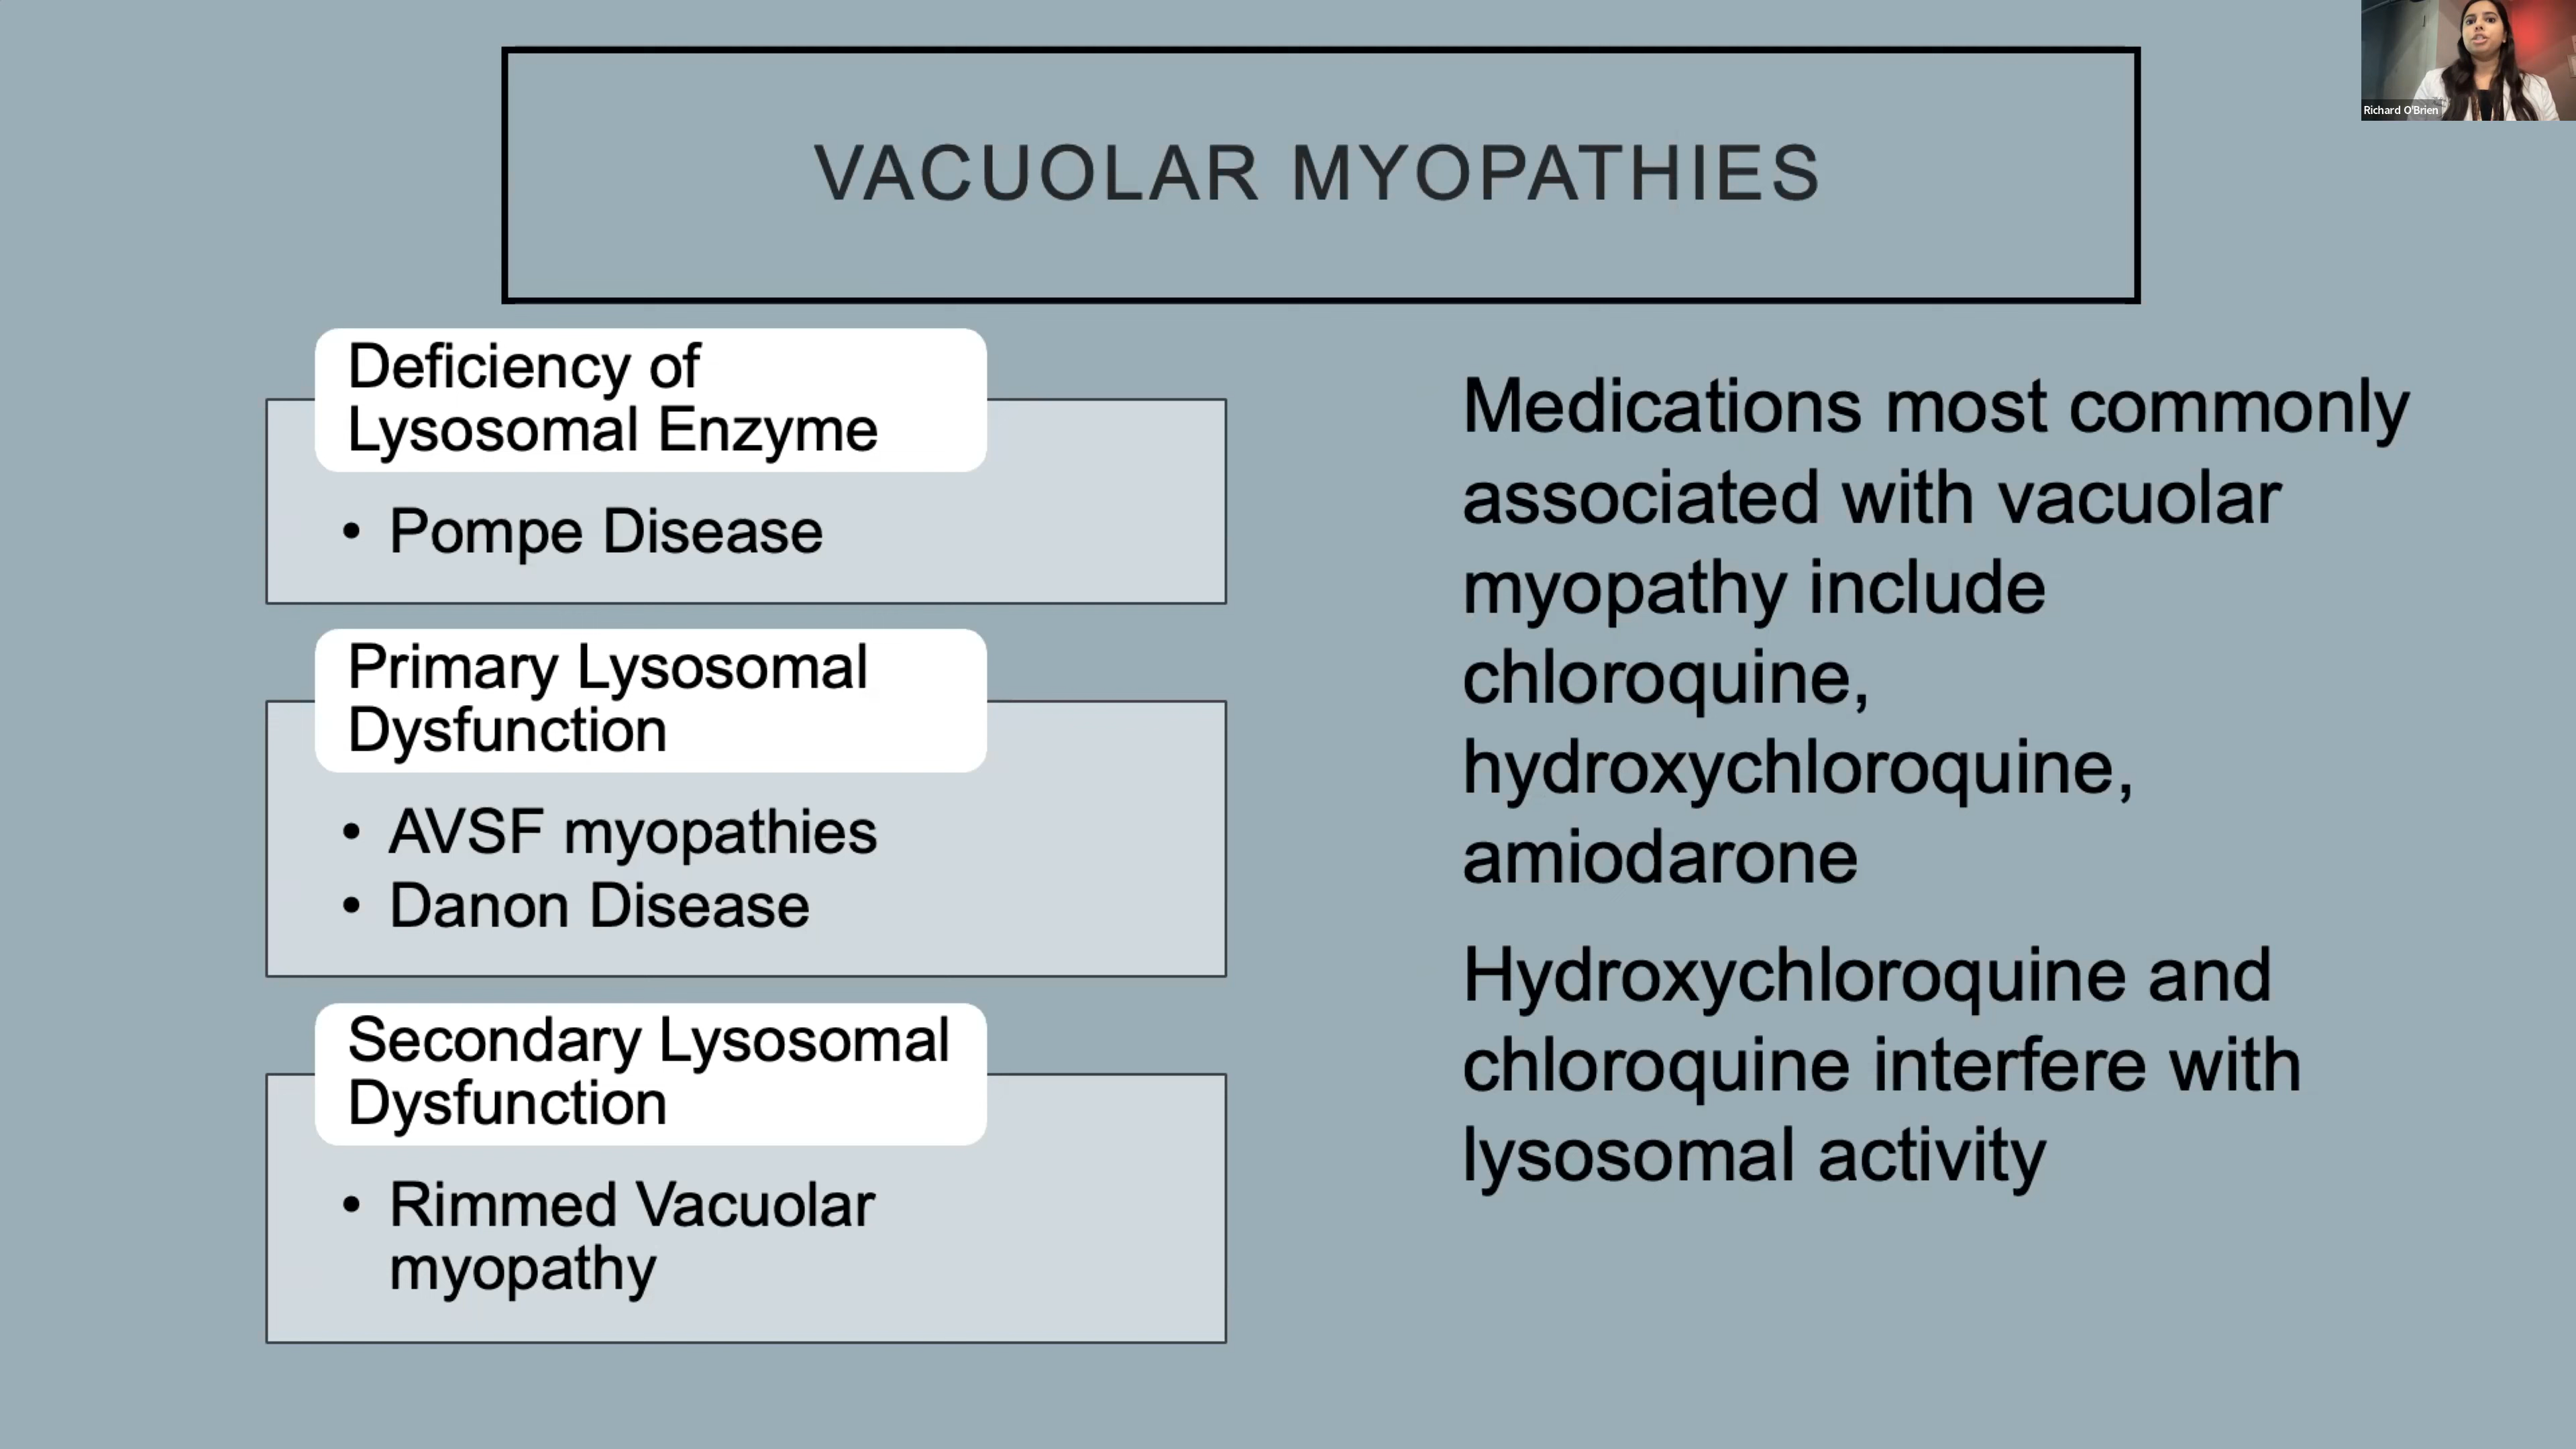 VACUOLAR MYOPATHIES
Richard O'Brien
Deficiency of
Lysosomal Enzyme
• Pompe Disease
Primary Lysosomal
Dysfunction
• AVSF myopathies
• Danon Disease
Secondary Lysosomal
Dysfunction
• Rimmed Vacuolar
myopathy
Medications most commonly
associated with vacuolar
myopathy include
chloroquine,
hydroxychloroquine,
amiodarone
Hydroxychloroquine and
chloroquine interfere with
lysosomal activity